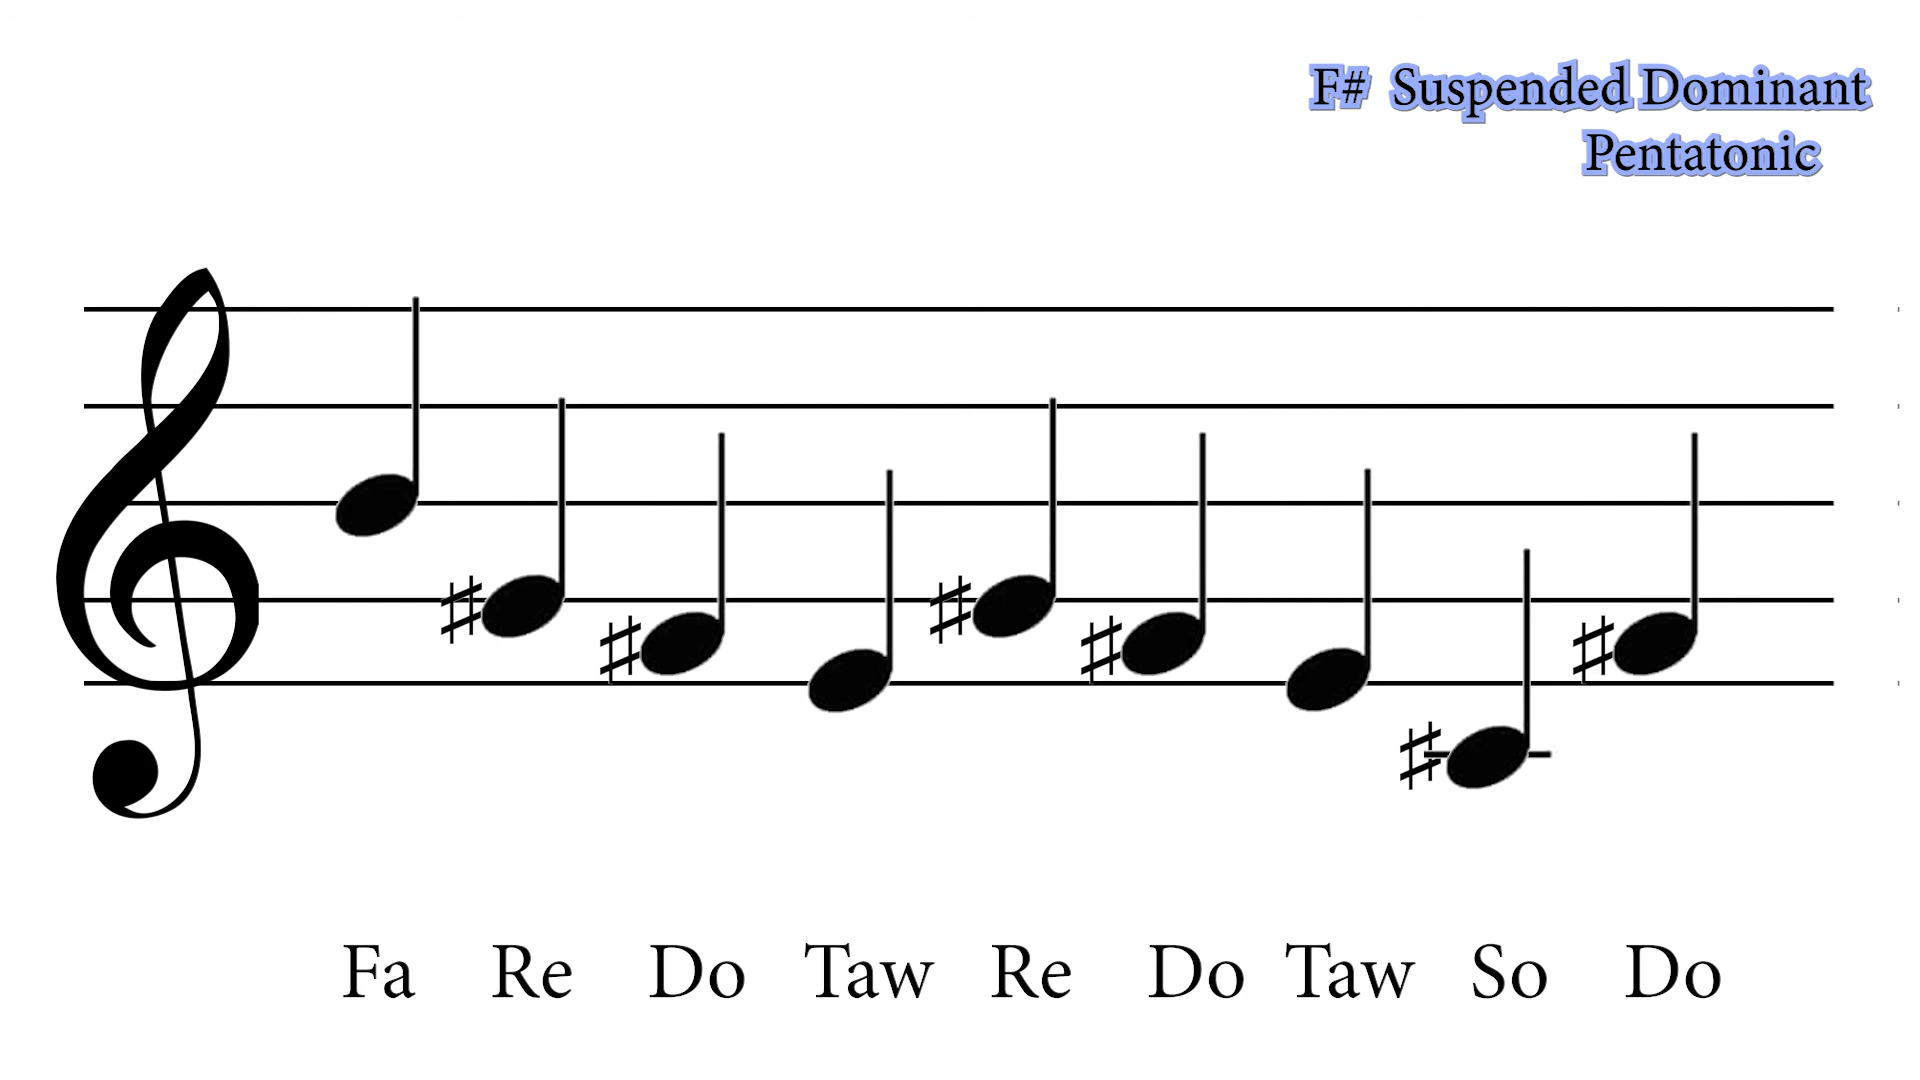 F# Suspended Dominant
Pentatonic
Fa Re Do Taw Re Do Taw So Do